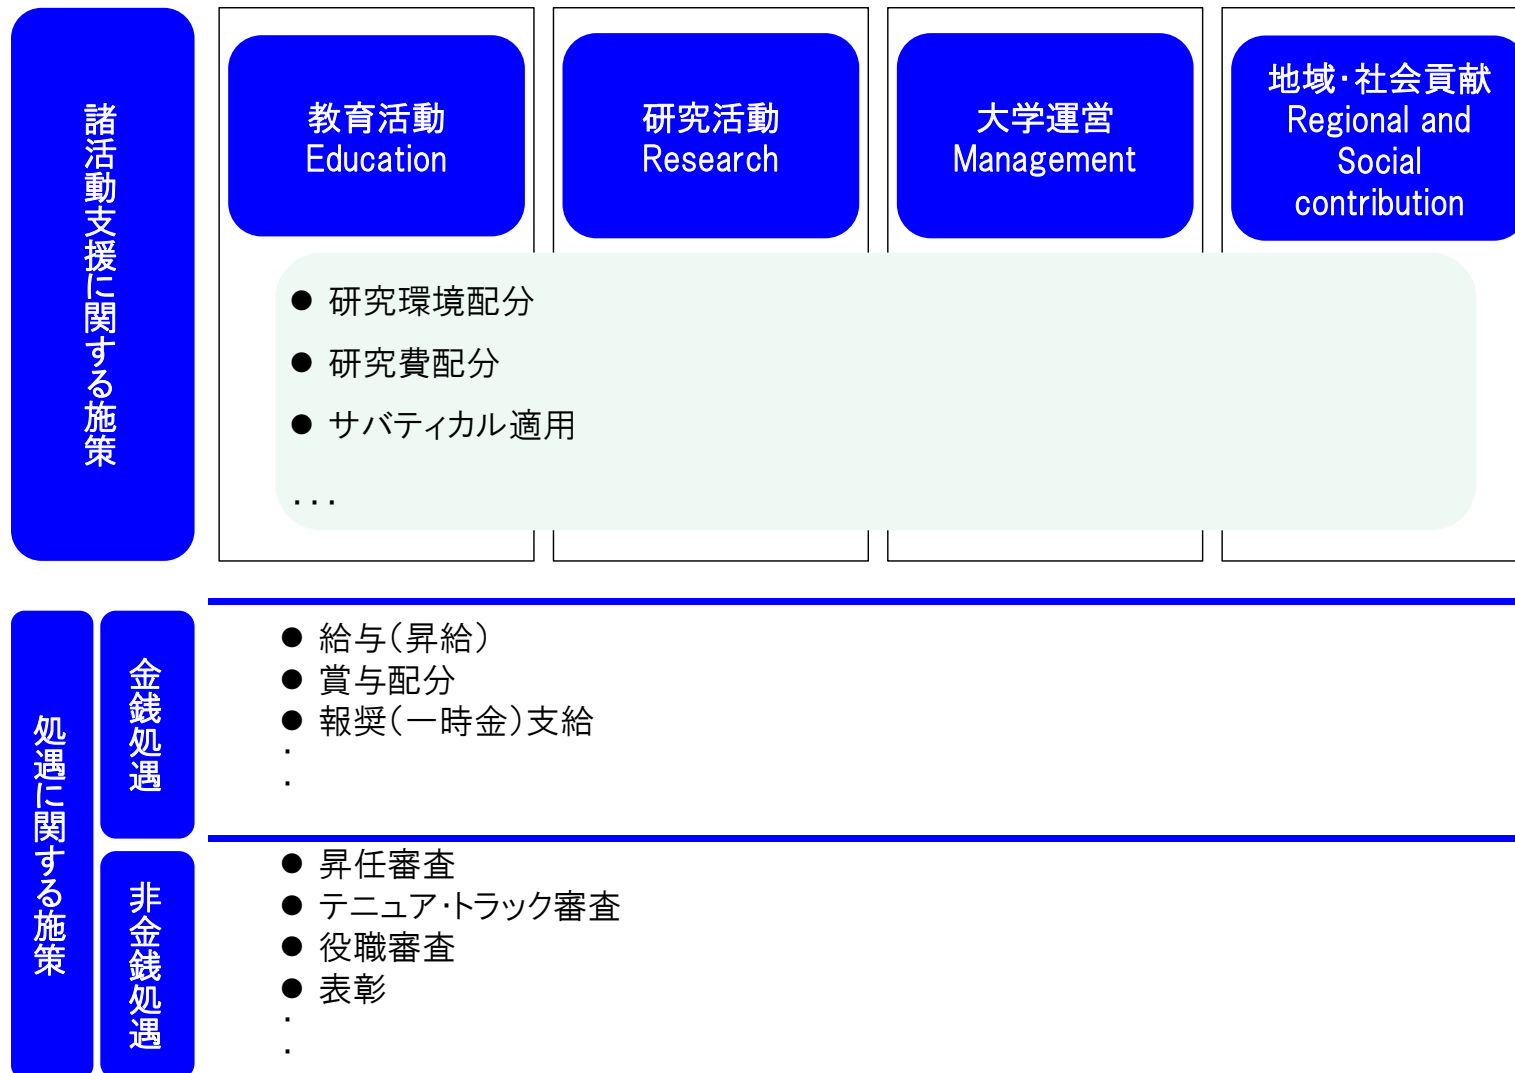 諸活動支援に関する施策
教育活動
Education
研究活動
Research
大学運営
Management
地域・社会貢献
Regional and
Social
contribution
● 研究環境配分
● 研究費配分
● サバティカル適用
...
処遇に関する施策
金銭処遇
● 給与(昇給)
● 賞与配分
● 報奨(一時金)支給
・
・
非金銭処遇
● 昇任審査
● テニュア・トラック審査
● 役職審査
● 表彰
・
・